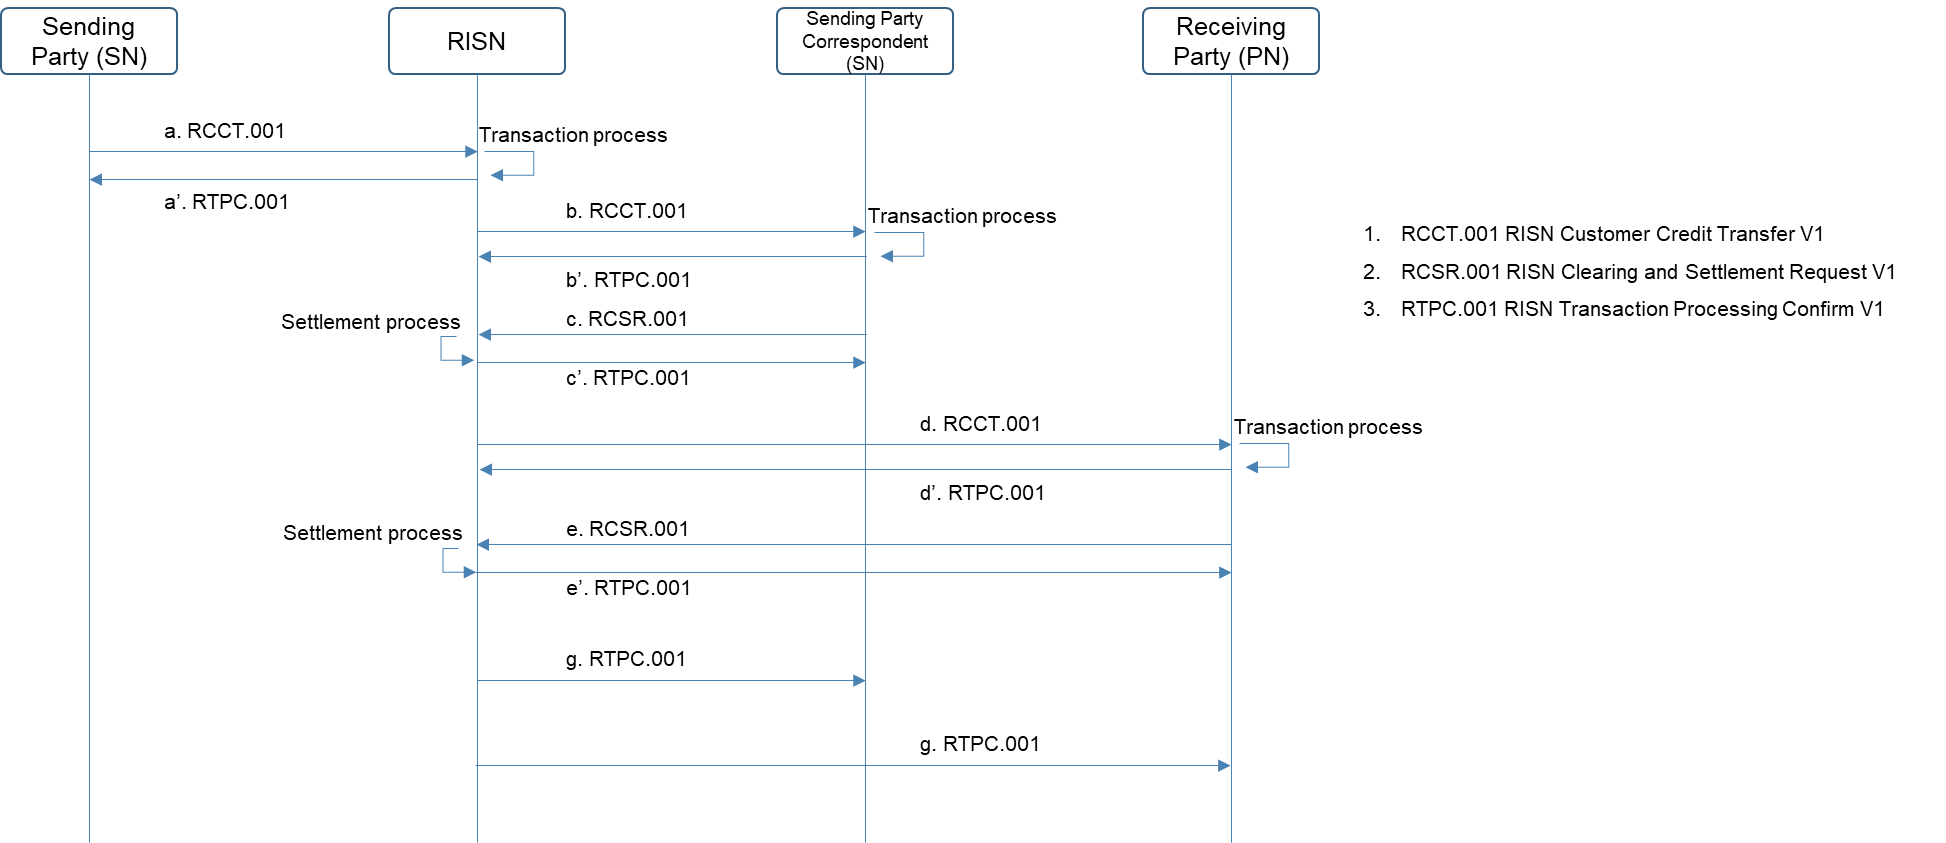 Sending
Party (SN)
RISN
Sending Party
Correspondent
(SN)
Receiving
Party (PN)
a. RCCT.001
Transaction process
a’. RTPC.001
b. RCCT.001
Transaction process
b’. RTPC.001
Settlement process
c. RCSR.001
c’. RTPC.001
d. RCCT.001
Transaction process
d’. RTPC.001
Settlement process
e. RCSR.001
e’. RTPC.001
g. RTPC.001
g. RTPC.001
1. RCCT.001 RISN Customer Credit Transfer V1
2. RCSR.001 RISN Clearing and Settlement Request V1
3. RTPC.001 RISN Transaction Processing Confirm V1